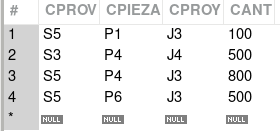 # CPROV CPIEZA CPROY CANT
1 S5 P1 J3 100
2 S3 P4 J4 500
3 S5 P4 J3 800
4 S5 P6 J3 500
* NULL NULL NULL NULL